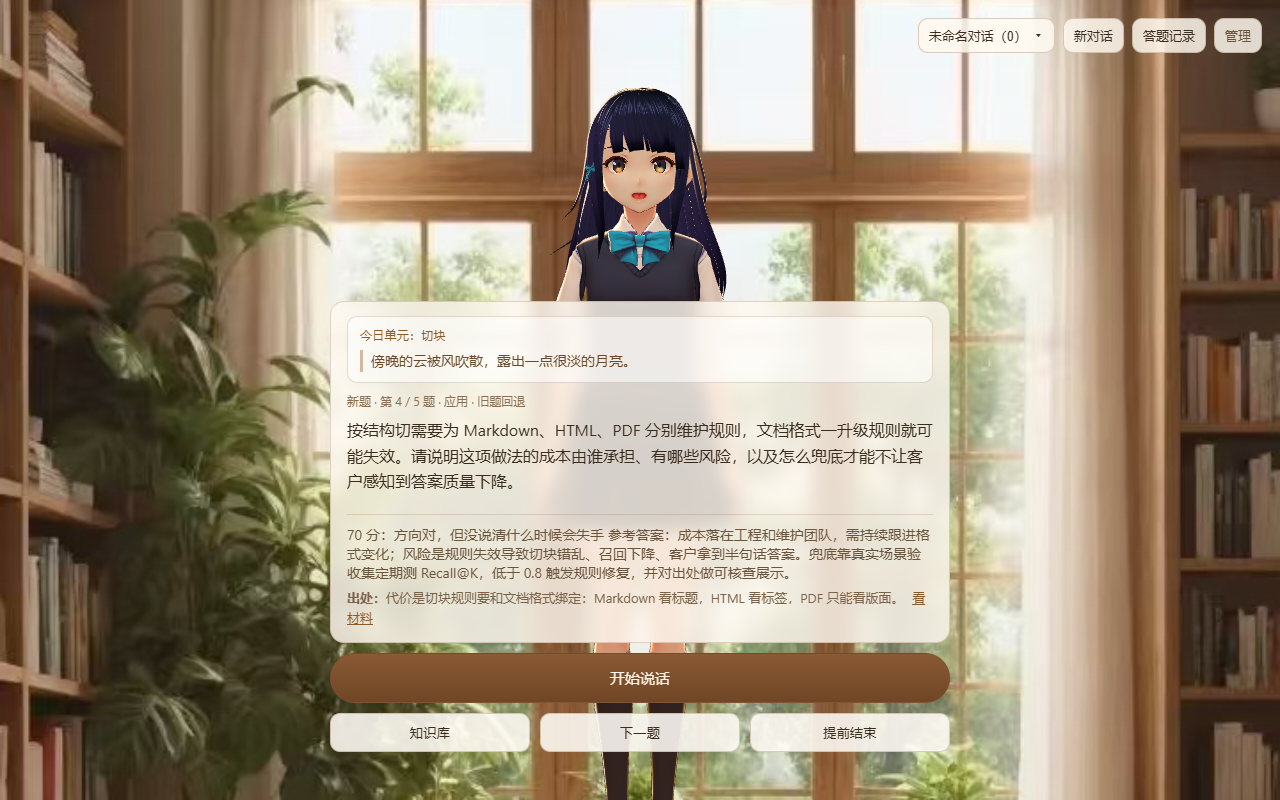 未命名对话（0）
新对话
答题记录
管理
今日单元：切块
傍晚的云被风吹散，露出一点很淡的月亮。
新题 · 第 4 / 5 题 · 应用 · 旧题回退
按结构切需要为 Markdown、HTML、PDF 分别维护规则，文档格式一升级规则就可
能失效。请说明这项做法的成本由谁承担、有哪些风险，以及怎么兜底才能不让客
户感知到答案质量下降。
70 分：方向对，但没说清什么时候会失手 参考答案：成本落在工程和维护团队，需持续跟进格
式变化；风险是规则失效导致切块错乱、召回下降、客户拿到半句话答案。兜底靠真实场景验
收集定期测 Recall@K，低于 0.8 触发规则修复，并对出处做可核查展示。
出处：代价是切块规则要和文档格式绑定：Markdown 看标题，HTML 看标签，PDF 只能看版面。 看
材料
开始说话
知识库
下一题
提前结束